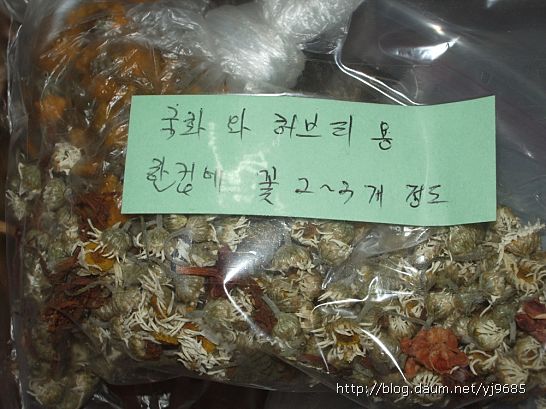 국화 와 허브티 용
한컵에 꽃 2~3개 정도
http://blog.daum.net/yj9685